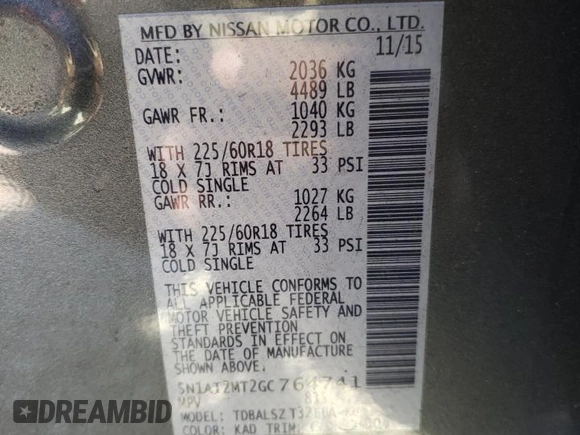 MFD BY NISSAN MOTOR CO., LTD.
DATE: 11/15
GVWR: 2036 KG
4489 LB
GAWR FR.: 1040 KG
2293 LB
WITH 225/60R18 TIRES
18 X 7J RIMS AT 33 PSI
COLD SINGLE
GAWR RR.: 1027 KG
2264 LB
WITH 225/60R18 TIRES
18 X 7J RIMS AT 33 PSI
COLD SINGLE
THIS VEHICLE CONFORMS TO
ALL APPLICABLE FEDERAL
MOTOR VEHICLE SAFETY AND
THEFT PREVENTION
STANDARDS IN EFFECT ON
THE DATE OF MANUFACTURE
SHOWN ABOVE.
5N1AT2MT2GC764741
MPV
MODEL:
COLOR: KAD TRIM:
DREAMBID
CARS & BIDS